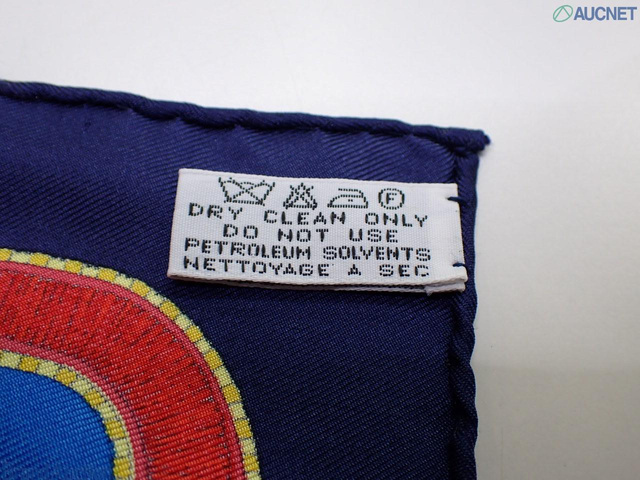 AUCNET
F
DRY CLEAN ONLY
DO NOT USE
PETROLEUM SOLVENTS
NETTOYAGE A SEC